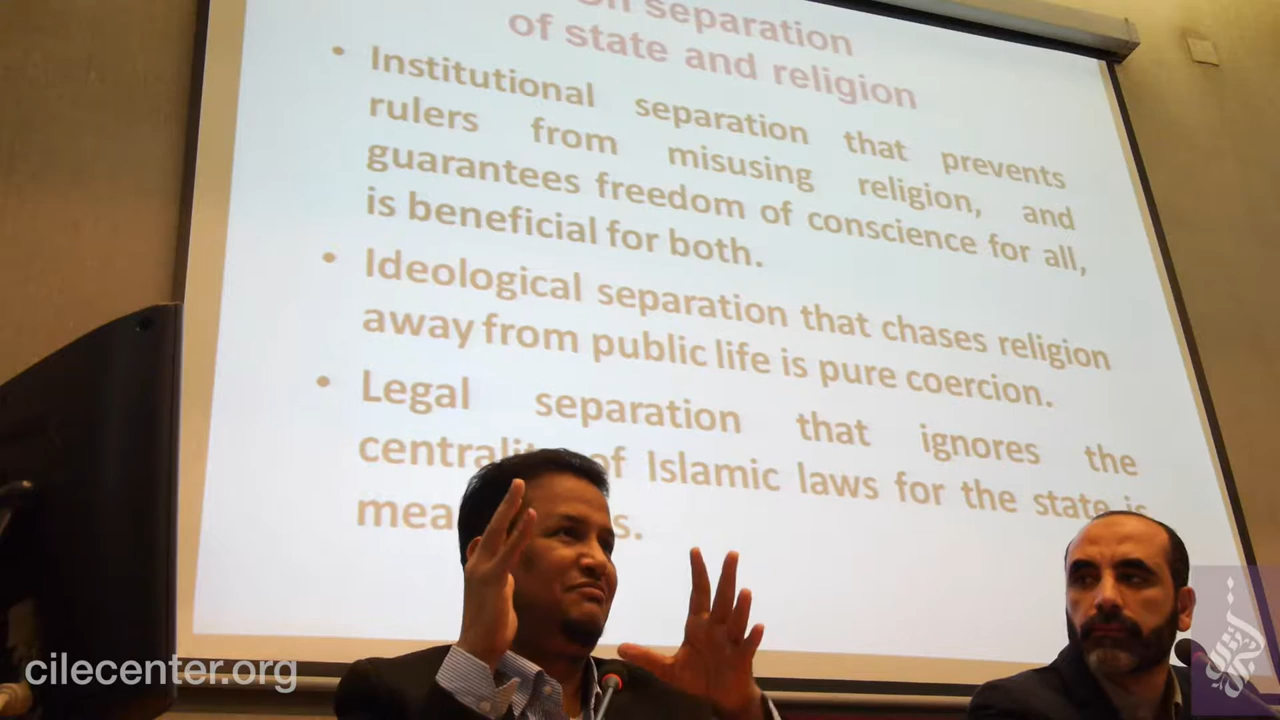 separation
of state and religion
• Institutional separation that prevents
rulers from misusing religion, and
guarantees freedom of conscience for all,
is beneficial for both.
• Ideological separation that chases religion
away from public life is pure coercion.
• Legal separation that ignores the
centrality of Islamic laws for the state is
cilecenter.org